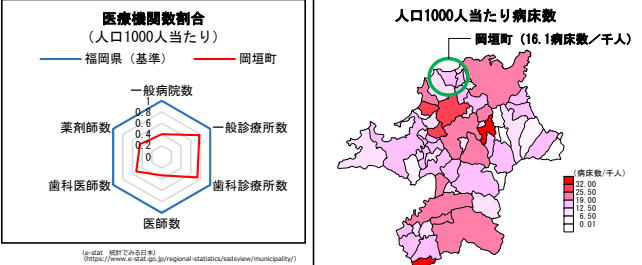 医療機関数割合
(人口1000人当たり)
福岡県（基準）
岡垣町
一般病院数
一般診療所数
歯科診療所数
医師数
歯科医師数
薬剤師数
1
0.8
0.6
0.4
0.2
0
(e-stat 統計でみる日本)
(https://www.e-stat.go.jp/regional-statistics/ssdsview/municipality/)
人口1000人当たり病床数
岡垣町（16.1病床数／千人）
(病床数/千人)
32.00
25.50
19.00
12.50
6.50
0.01